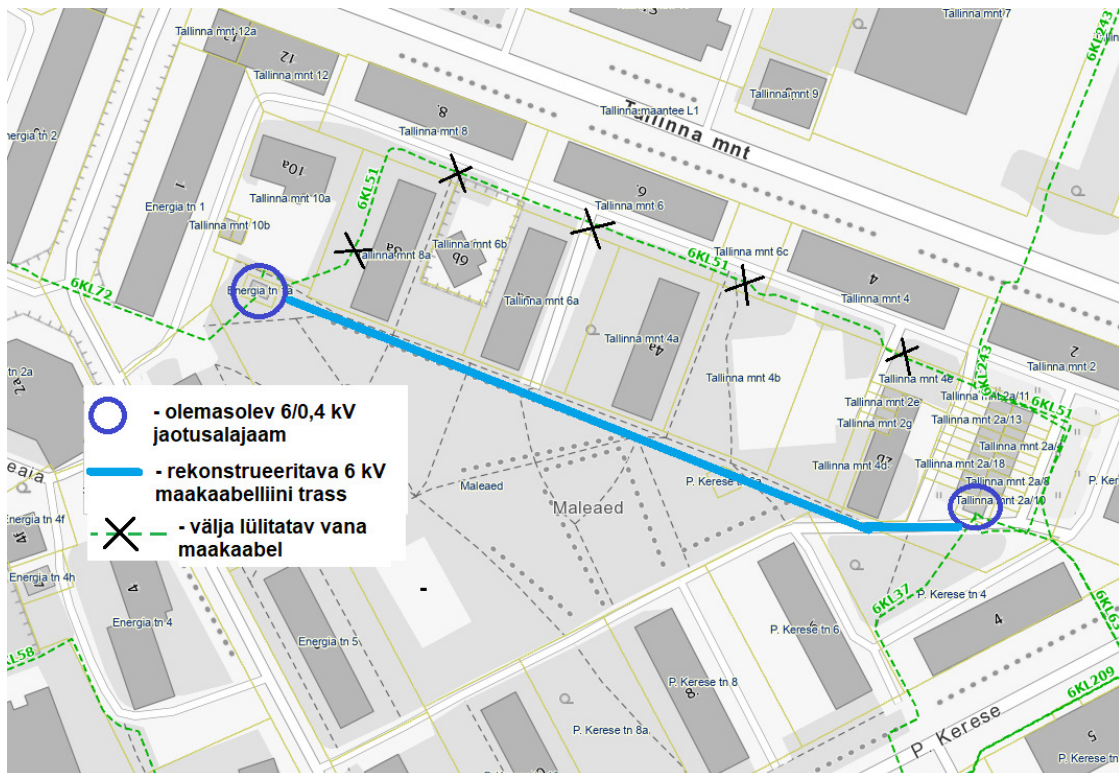 Tallinna mnt 12a
12
Tallinna mnt 12
Tallinna mnt 7
6KL243
Tallinna mnt 9
Tallinna maantee L1
Tallinna mnt
8
Tallinna mnt 8
nergia tn 2
10a
6KL51
Tallinna mnt 10a
1
Energia tn 1
6
Tallinna mnt 6
Tallinna mnt 10b
Tallinna mnt 6b
6b
Tallinna mnt 8a
Tallinna mnt 6c
6KL51
6KL72
4
Tallinna mnt 4
Tallinna mnt 6a
Tallinna mnt 4a
4a
2
Tallinna mnt 2
6KL243
tn 2a
2a
Tallinna mnt 4b
Tallinna mnt 4e
Tallinna mnt 2a/11
6KL51
Tallinna mnt 2e
Tallinna mnt 2g
Tallinna mnt 2a/13
Tallinna mnt 4d
Tallinna mnt 2a/18
Tallinna mnt 2a/8
Tallinna mnt 2a/10
- olemasolev 6/0,4 kV
jaotusalajaam
- rekonstrueeritava 6 kV
maakaabelliini trass
- välja lülitatav vana
maakaabel
Maleaed
Maleaed
Energia tn 4f
4f
Energia tn 4h
4
Energia tn 4
Energia tn 5
P. Kerese tn 6
P. Kerese tn 4
4
6KL37
6KL209
P. Kerese tn 8
8
P. Kerese tn 8a
P. Kerese
5
P. Kerese tn